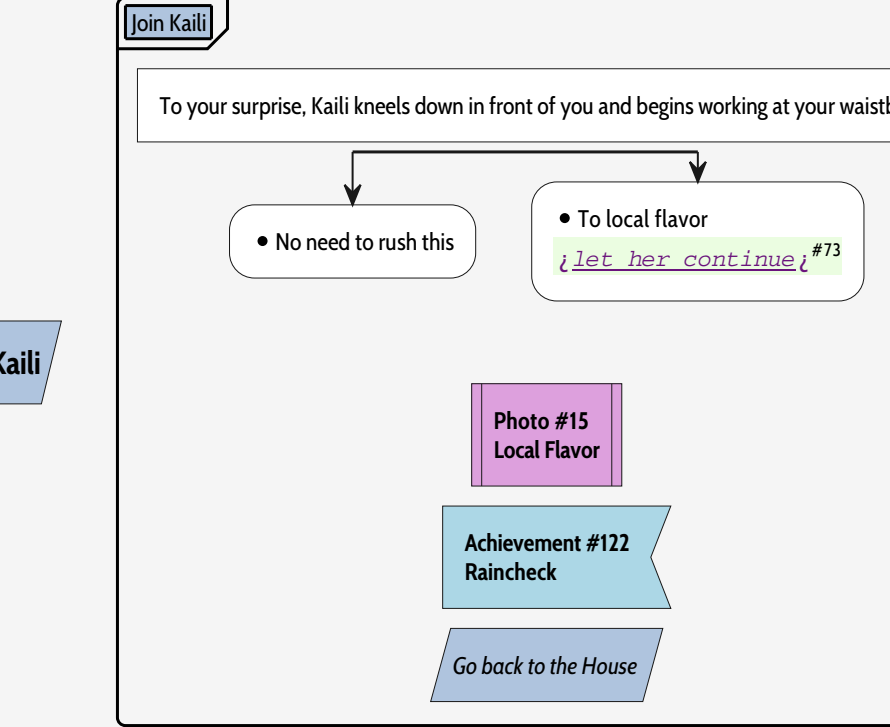 Join Kaili
To your surprise, Kaili kneels down in front of you and begins working at your
No need to rush this
To local flavor
¿let her continue¿#73
Kaili
Photo #15
Local Flavor
Achievement #122
Raincheck
Go back to the House